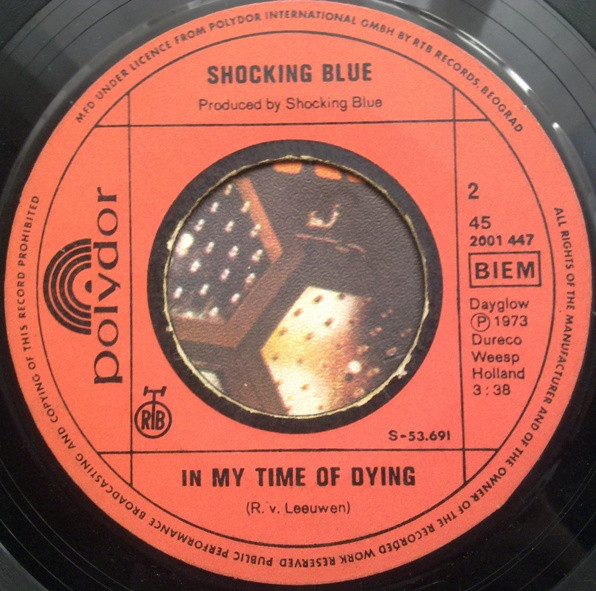 MFD UNDER LICENCE FROM POLYDOR INTERNATIONAL GMBH BY RTB RECORDS, BEOGRAD
SHOCKING BLUE
Produced by Shocking Blue
polydor
2
45
2001 447
BIEM
Dayglow
Ⓟ 1973
Dureco
Weesp
Holland
3:38
RTB
S-53.691
IN MY TIME OF DYING
(R. v. Leeuwen)
ALL RIGHTS OF THE MANUFACTURER AND OF THE OWNER OF THE RECORDED WORK RESERVED PUBLIC PERFORMANCE BROADCASTING AND COPYING OF THIS RECORD PROHIBITED